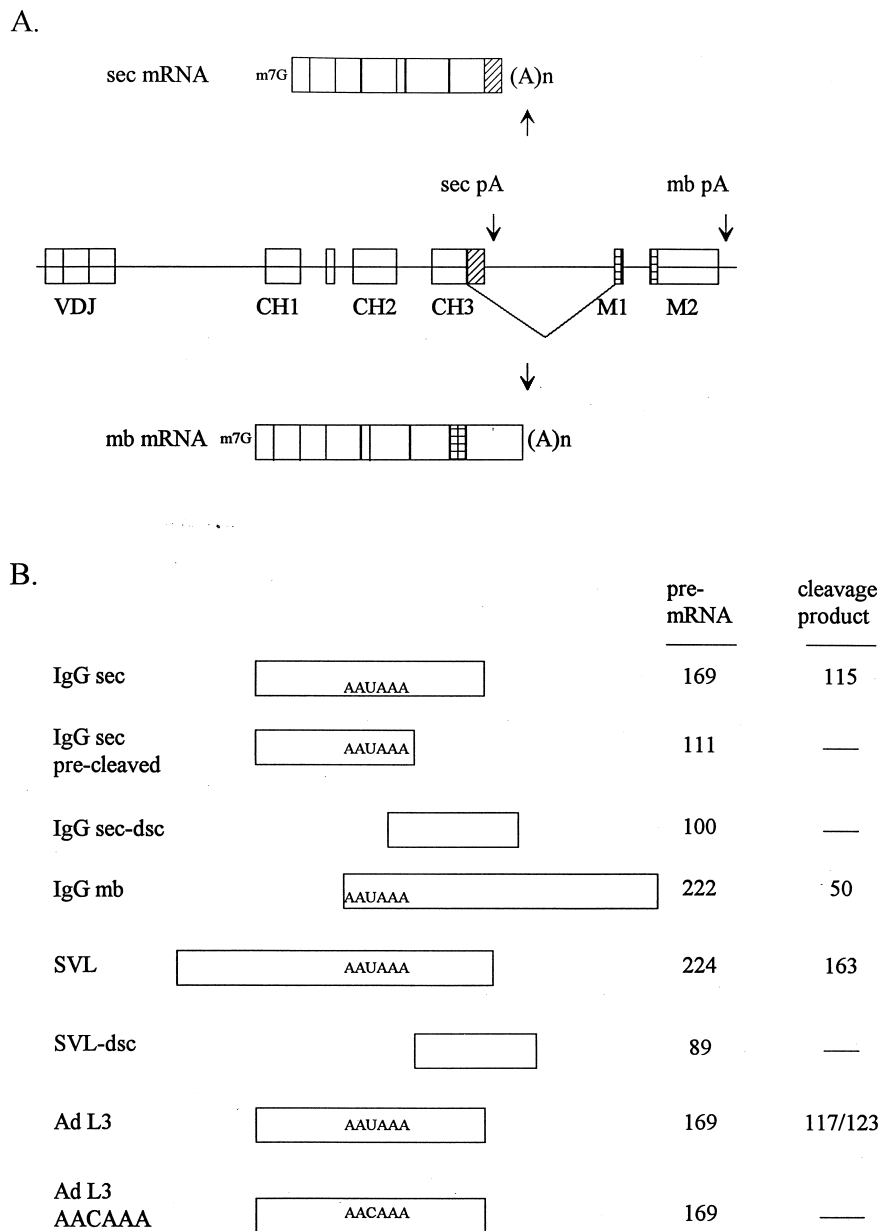 A.
sec mRNA m7G (A)n
sec pA mb pA
VDJ CH1 CH2 CH3 M1 M2
mb mRNA m7G (A)n
B.
pre-mRNA cleavage product
IgG sec AAUAAA 169 115
IgG sec pre-cleaved AAUAAA 111 —
IgG sec-dsc 100 —
IgG mb AAUAAA 222 50
SVL AAUAAA 224 163
SVL-dsc 89 —
Ad L3 AAUAAA 169 117/123
Ad L3 AACAAA AACAAA 169 —